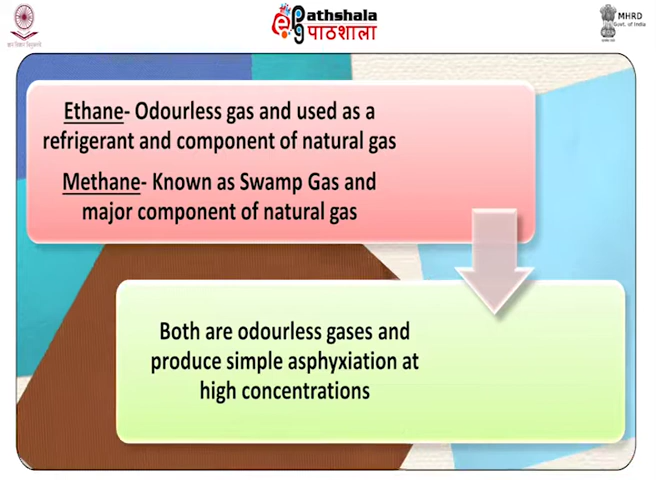 ePathshala
पाठशाला
MHRD
Govt. of India
Ethane- Odourless gas and used as a
refrigerant and component of natural gas
Methane- Known as Swamp Gas and
major component of natural gas
Both are odourless gases and
produce simple asphyxiation at
high concentrations